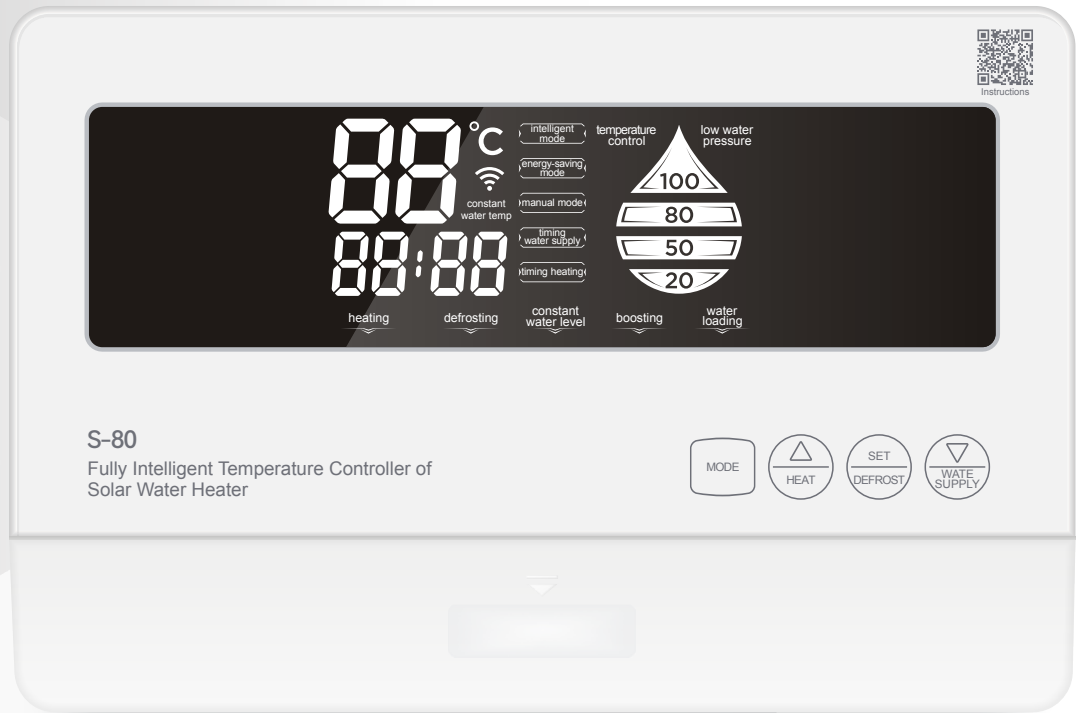 Instructions
88°C
constant
water temp
88:88
intelligent
mode
energy-saving
mode
manual mode
timing
water supply
timing heating
temperature
control
low water
pressure
100
80
50
20
heating
defrosting
constant
water level
boosting
water
loading
S-80
Fully Intelligent Temperature Controller of
Solar Water Heater
MODE
HEAT
SET
DEFROST
WATE
SUPPLY